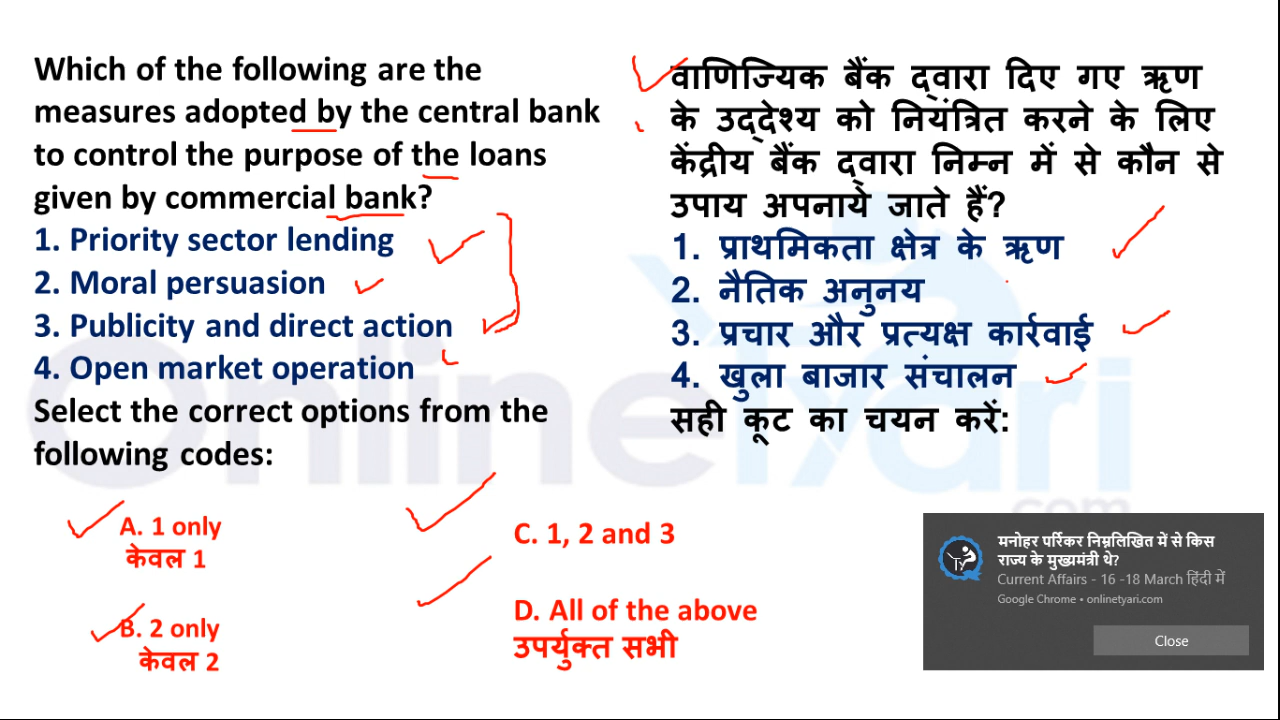 Which of the following are the
measures adopted by the central bank
to control the purpose of the loans
given by commercial bank?
1. Priority sector lending
2. Moral persuasion
3. Publicity and direct action
4. Open market operation
Select the correct options from the
following codes:
A. 1 only
केवल 1
B. 2 only
केवल 2
C. 1, 2 and 3
D. All of the above
उपर्युक्त सभी
वाणिज्यिक बैंक द्वारा दिए गए ऋण
के उद्देश्य को नियंत्रित करने के लिए
केंद्रीय बैंक द्वारा निम्न में से कौन से
उपाय अपनाये जाते हैं?
1. प्राथमिकता क्षेत्र के ऋण
2. नैतिक अनुनय
3. प्रचार और प्रत्यक्ष कार्रवाई
4. खुला बाजार संचालन
सही कूट का चयन करें:
Onlinetyari
.com
मनोहर पर्रिकर निम्नलिखित में से किस
राज्य के मुख्यमंत्री थे?
Current Affairs - 16 -18 March हिंदी में
Google Chrome • onlinetyari.com
Close